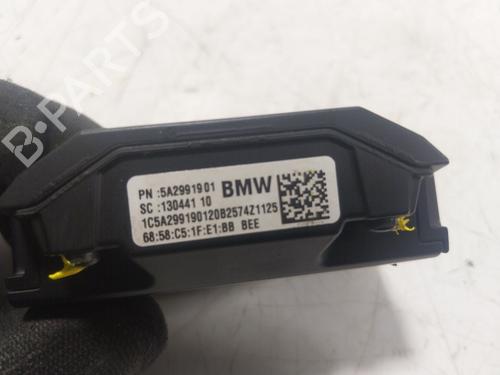 B-PARTS
PN :5A2991901 BMW
SC :130441 10
1C5A299190120B2574Z1125
68:58:C5:1F:E1:BB BEE